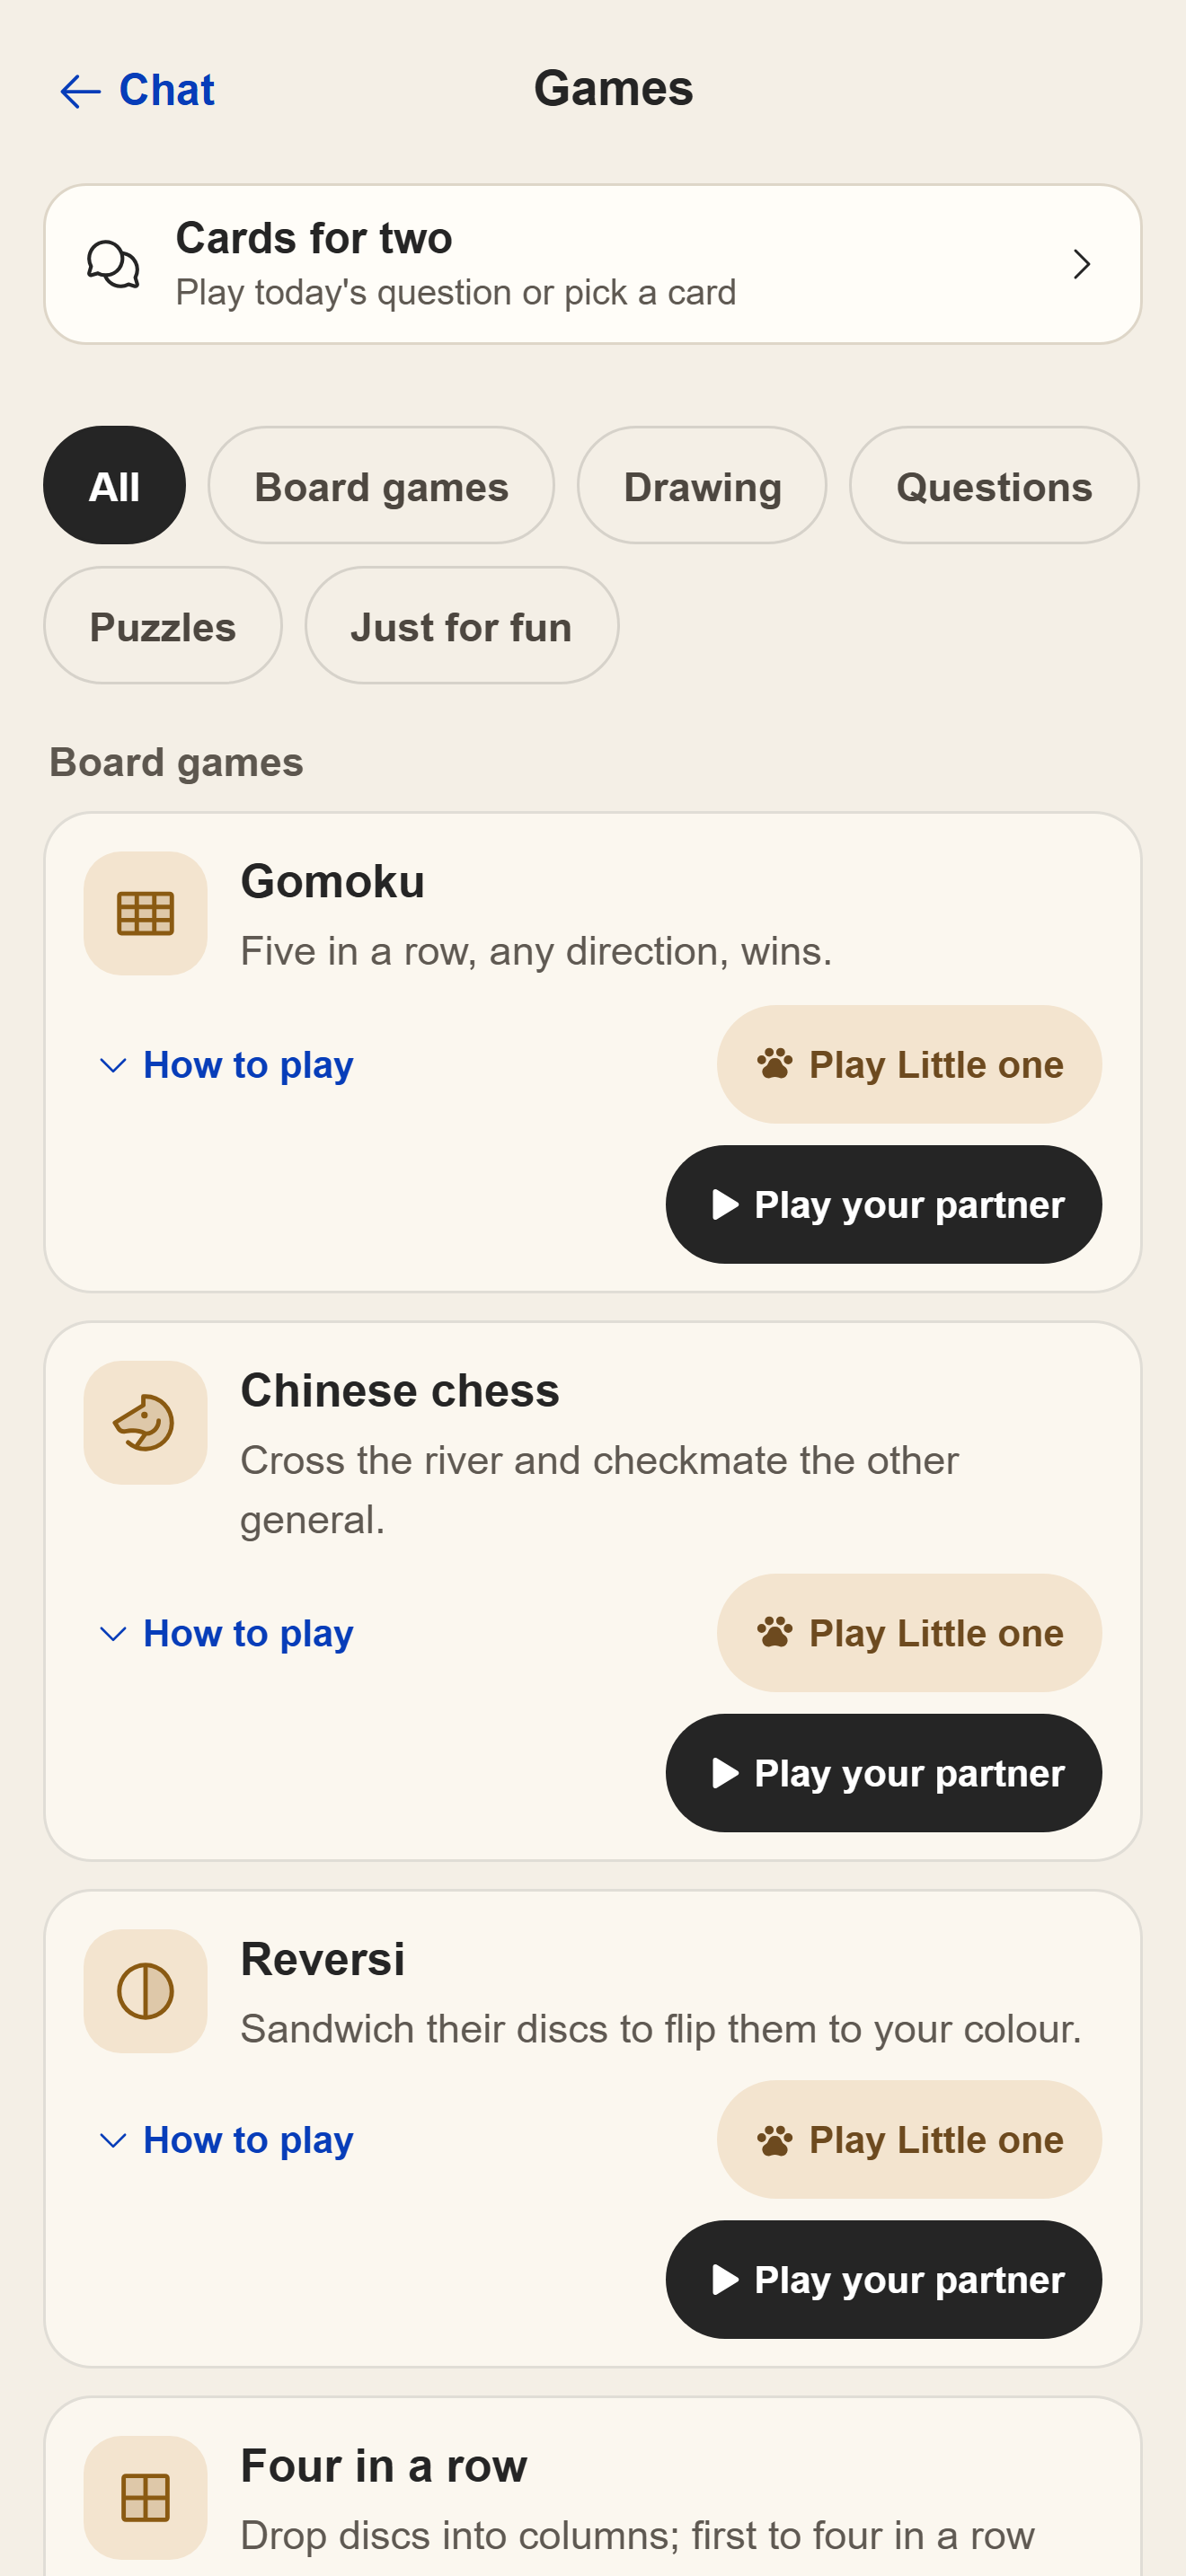 Chat
Games
Cards for two
Play today's question or pick a card
All
Board games
Drawing
Questions
Puzzles
Just for fun
Board games
Gomoku
Five in a row, any direction, wins.
How to play
Play Little one
Play your partner
Chinese chess
Cross the river and checkmate the other
general.
How to play
Play Little one
Play your partner
Reversi
Sandwich their discs to flip them to your colour.
How to play
Play Little one
Play your partner
Four in a row
Drop discs into columns; first to four in a row